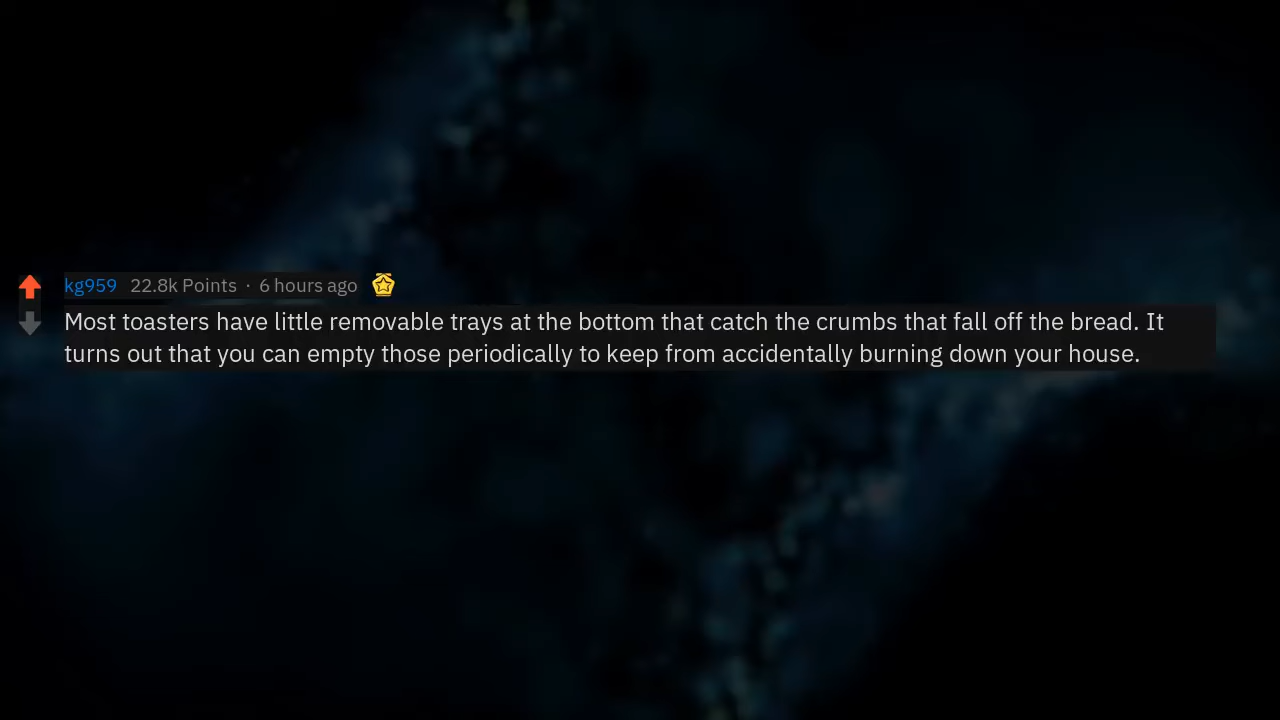 kg959 22.8k Points · 6 hours ago
Most toasters have little removable trays at the bottom that catch the crumbs that fall off the bread. It
turns out that you can empty those periodically to keep from accidentally burning down your house.